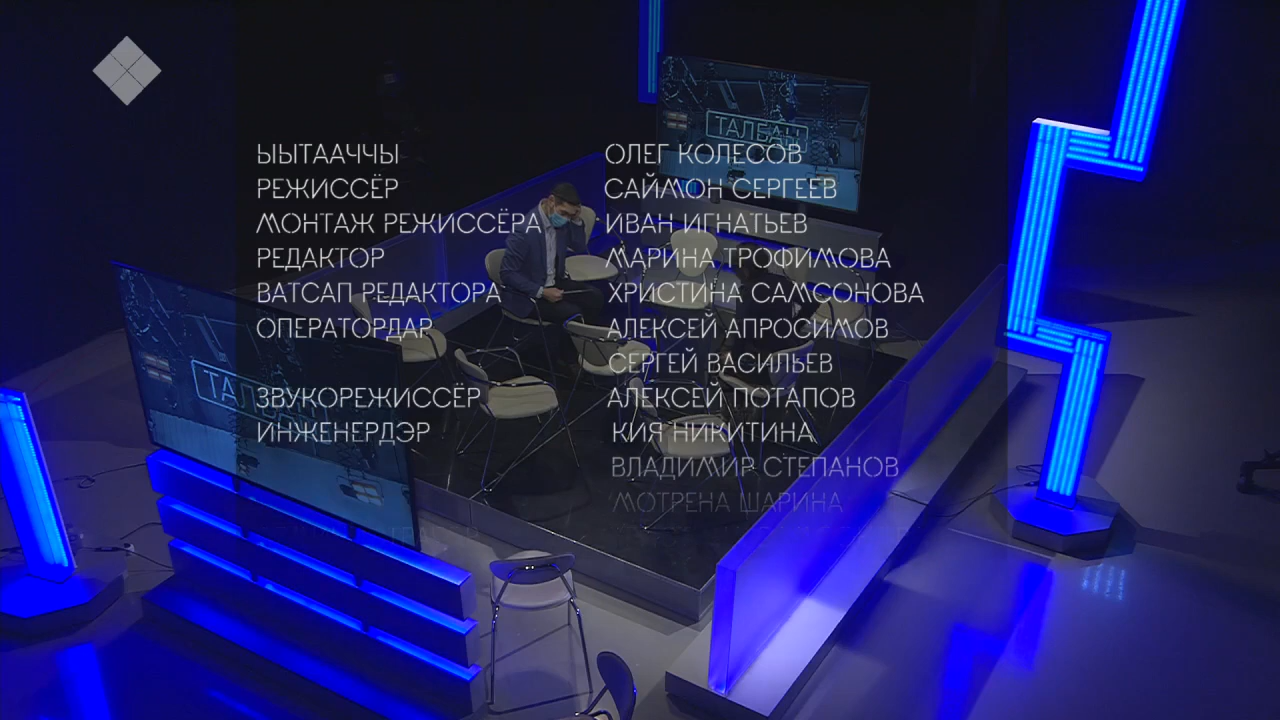 ТАЛБАН
ЫЫТААЧЧЫ ОЛЕГ КОЛЕСОВ
РЕЖИССЁР САЙМОН СЕРГЕЕВ
МОНТАЖ РЕЖИССЁРА ИВАН ИГНАТЬЕВ
РЕДАКТОР МАРИНА ТРОФИМОВА
ВАТСАП РЕДАКТОРА ХРИСТИНА САМСОНОВА
ОПЕРАТОРДАР АЛЕКСЕЙ АПРОСИМОВ
СЕРГЕЙ ВАСИЛЬЕВ
ЗВУКОРЕЖИССЁР АЛЕКСЕЙ ПОТАПОВ
ИНЖЕНЕРДЭР КИЯ НИКИТИНА
ВЛАДИМИР СТЕПАНОВ
МОТРЕНА ШАРИНА